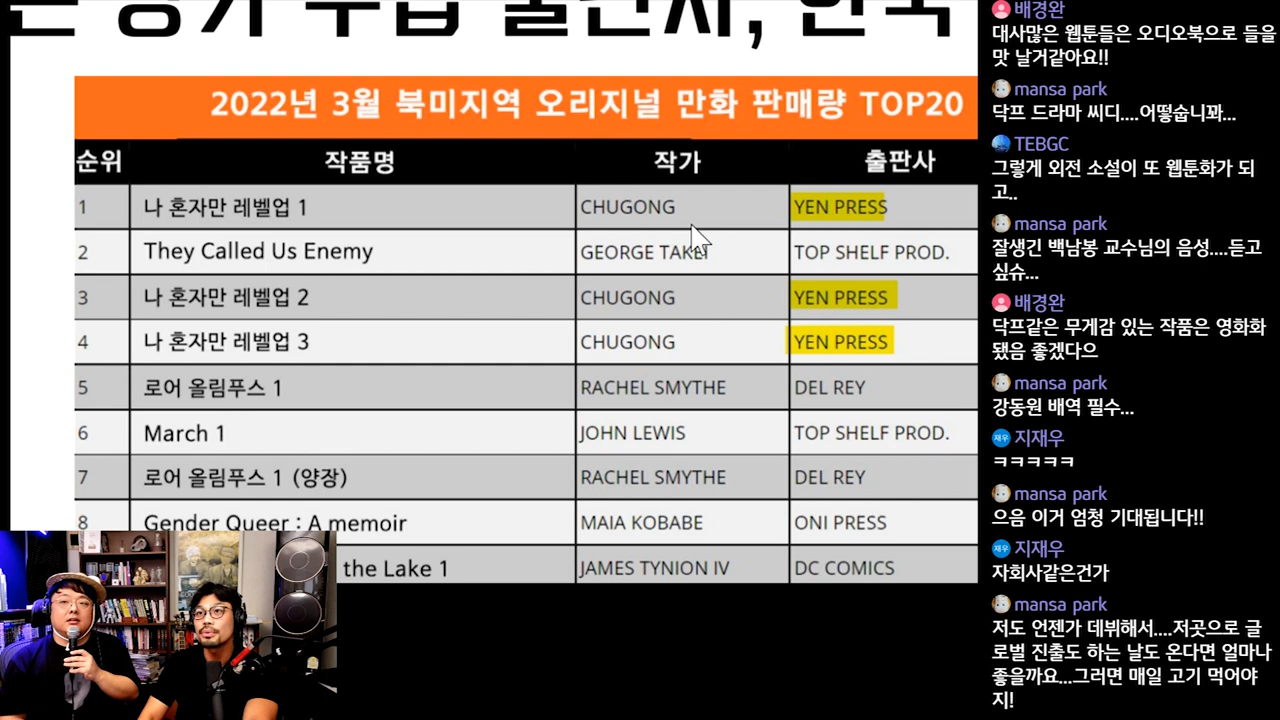 는 장기 수급 출판사, 한국
2022년 3월 북미지역 오리지널 만화 판매량 TOP20
순위 작품명 작가 출판사
1 나 혼자만 레벨업 1 CHUGONG YEN PRESS
2 They Called Us Enemy GEORGE TAKEI TOP SHELF PROD.
3 나 혼자만 레벨업 2 CHUGONG YEN PRESS
4 나 혼자만 레벨업 3 CHUGONG YEN PRESS
5 로어 올림푸스 1 RACHEL SMYTHE DEL REY
6 March 1 JOHN LEWIS TOP SHELF PROD.
7 로어 올림푸스 1 (양장) RACHEL SMYTHE DEL REY
8 Gender Queer : A memoir MAIA KOBABE ONI PRESS
the Lake 1 JAMES TYNION IV DC COMICS
배경완
대사많은 웹툰들은 오디오북으로 들을
맛 날거같아요!!
mansa park
닥프 드라마 씨디....어떻숩니꽈...
TEBGC
그렇게 외전 소설이 또 웹툰화가 되
고..
mansa park
잘생긴 백남봉 교수님의 음성....듣고
싶슈...
배경완
닥프같은 무게감 있는 작품은 영화화
됐음 좋겠다으
mansa park
강동원 배역 필수...
재우 지재우
ㅋㅋㅋㅋㅋ
mansa park
으음 이거 엄청 기대됩니다!!
재우 지재우
자회사같은건가
mansa park
저도 언젠가 데뷔해서....저곳으로 글
로벌 진출도 하는 날도 온다면 얼마나
좋을까요...그러면 매일 고기 먹어야
지!